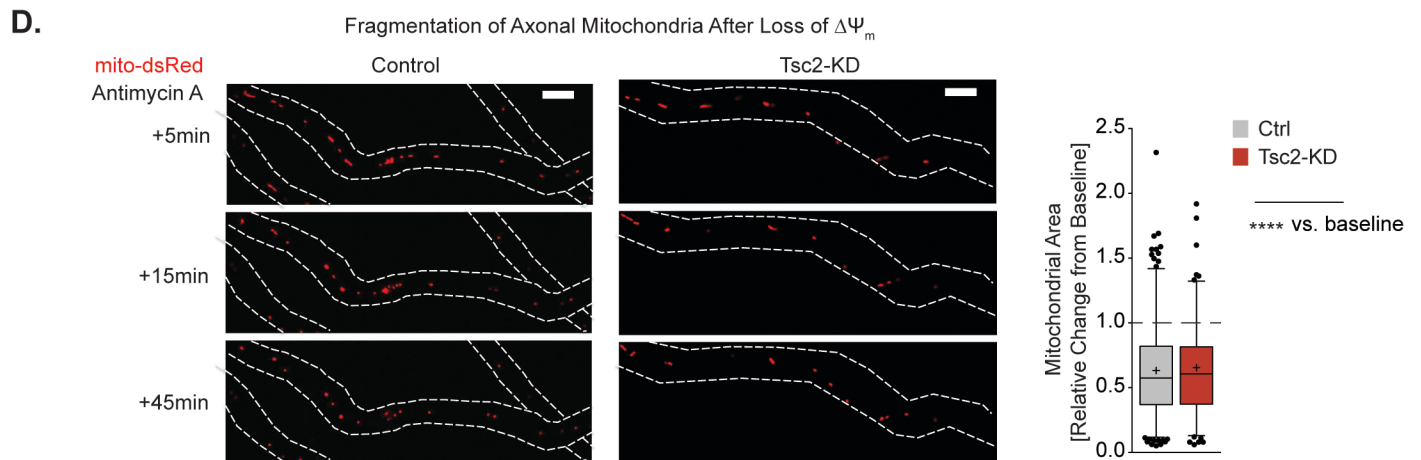 D.
Fragmentation of Axonal Mitochondria After Loss of ΔΨm
mito-dsRed
Control
Tsc2-KD
Antimycin A
+5min
+15min
+45min
Mitochondrial Area
[Relative Change from Baseline]
2.5
2.0
1.5
1.0
0.5
0.0
+
+
Ctrl
Tsc2-KD
**** vs. baseline